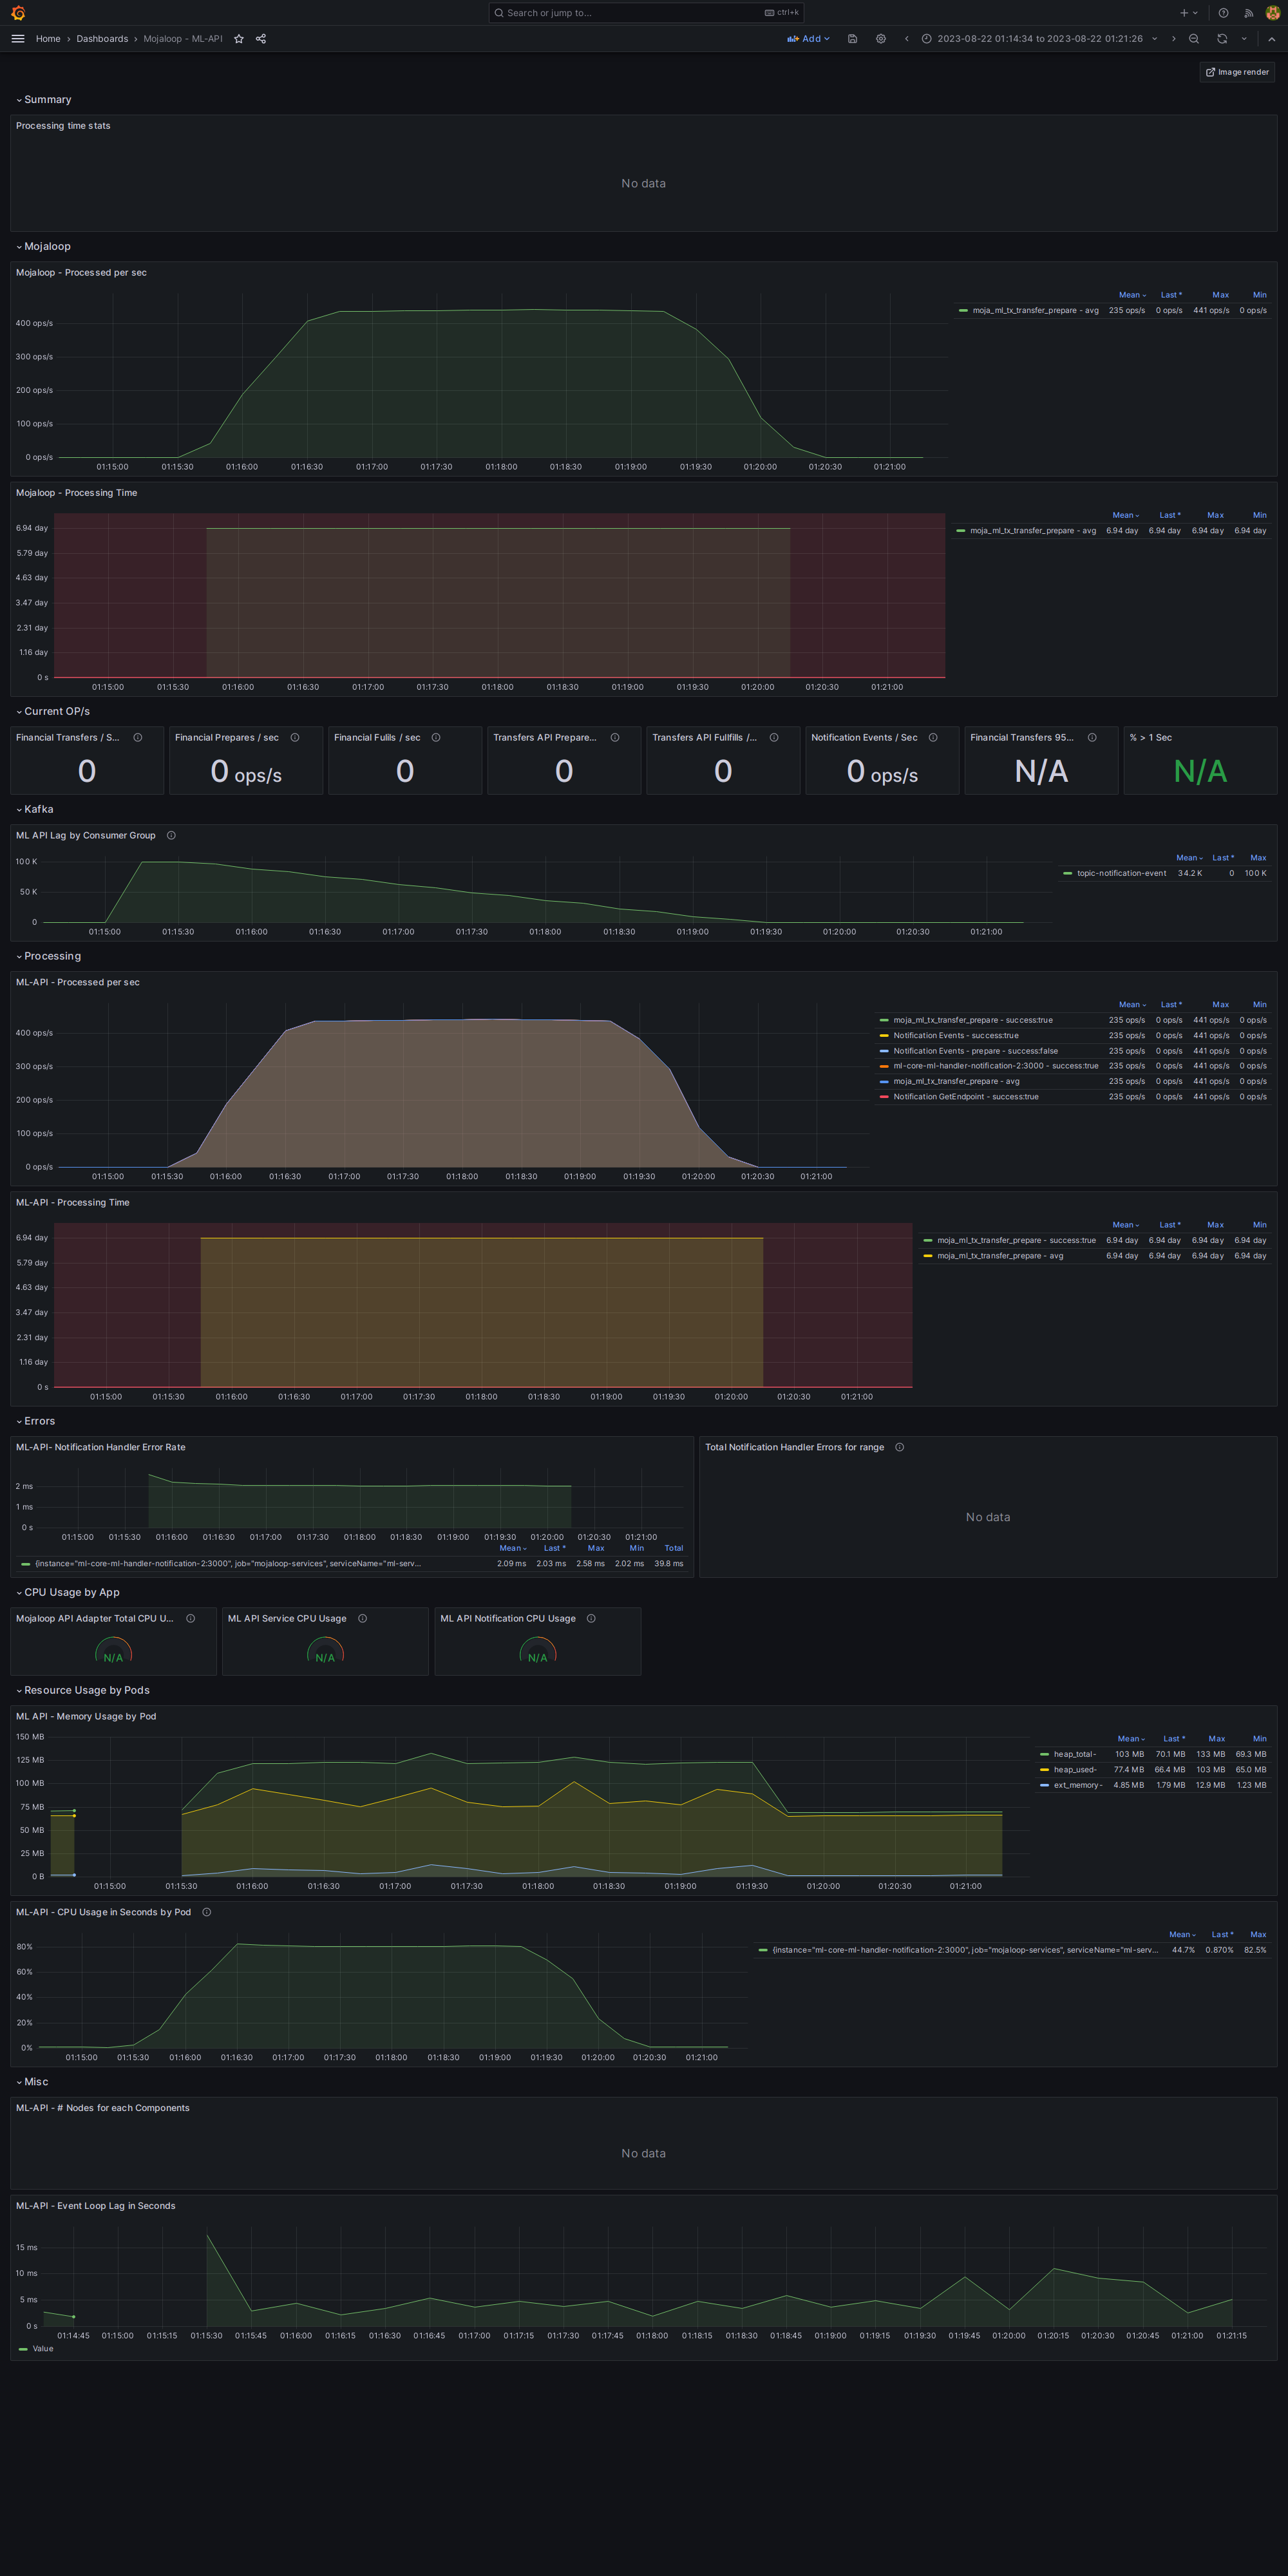 Search or jump to... ctrl+k
Home › Dashboards › Mojaloop - ML-API Add 2023-08-22 01:14:34 to 2023-08-22 01:21:26
Image render
Summary
Processing time stats
No data
Mojaloop
Mojaloop - Processed per sec
Mean Last * Max Min
moja_ml_tx_transfer_prepare - avg 235 ops/s 0 ops/s 441 ops/s 0 ops/s
400 ops/s
300 ops/s
200 ops/s
100 ops/s
0 ops/s
01:15:00 01:15:30 01:16:00 01:16:30 01:17:00 01:17:30 01:18:00 01:18:30 01:19:00 01:19:30 01:20:00 01:20:30 01:21:00
Mojaloop - Processing Time
Mean Last * Max Min
moja_ml_tx_transfer_prepare - avg 6.94 day 6.94 day 6.94 day 6.94 day
6.94 day
5.79 day
4.63 day
3.47 day
2.31 day
1.16 day
0 s
01:15:00 01:15:30 01:16:00 01:16:30 01:17:00 01:17:30 01:18:00 01:18:30 01:19:00 01:19:30 01:20:00 01:20:30 01:21:00
Current OP/s
Financial Transfers / S... Financial Prepares / sec Financial Fulils / sec Transfers API Prepare... Transfers API Fullfills /... Notification Events / Sec Financial Transfers 95... % > 1 Sec
0 0 ops/s 0 0 0 0 ops/s N/A N/A
Kafka
ML API Lag by Consumer Group
Mean Last * Max
topic-notification-event 34.2 K 0 100 K
100 K
50 K
0
01:15:00 01:15:30 01:16:00 01:16:30 01:17:00 01:17:30 01:18:00 01:18:30 01:19:00 01:19:30 01:20:00 01:20:30 01:21:00
Processing
ML-API - Processed per sec
Mean Last * Max Min
moja_ml_tx_transfer_prepare - success:true 235 ops/s 0 ops/s 441 ops/s 0 ops/s
Notification Events - success:true 235 ops/s 0 ops/s 441 ops/s 0 ops/s
Notification Events - prepare - success:false 235 ops/s 0 ops/s 441 ops/s 0 ops/s
ml-core-ml-handler-notification-2:3000 - success:true 235 ops/s 0 ops/s 441 ops/s 0 ops/s
moja_ml_tx_transfer_prepare - avg 235 ops/s 0 ops/s 441 ops/s 0 ops/s
Notification GetEndpoint - success:true 235 ops/s 0 ops/s 441 ops/s 0 ops/s
400 ops/s
300 ops/s
200 ops/s
100 ops/s
0 ops/s
01:15:00 01:15:30 01:16:00 01:16:30 01:17:00 01:17:30 01:18:00 01:18:30 01:19:00 01:19:30 01:20:00 01:20:30 01:21:00
ML-API - Processing Time
Mean Last * Max Min
moja_ml_tx_transfer_prepare - success:true 6.94 day 6.94 day 6.94 day 6.94 day
moja_ml_tx_transfer_prepare - avg 6.94 day 6.94 day 6.94 day 6.94 day
6.94 day
5.79 day
4.63 day
3.47 day
2.31 day
1.16 day
0 s
01:15:00 01:15:30 01:16:00 01:16:30 01:17:00 01:17:30 01:18:00 01:18:30 01:19:00 01:19:30 01:20:00 01:20:30 01:21:00
Errors
ML-API- Notification Handler Error Rate
2 ms
1 ms
0 s
01:15:00 01:15:30 01:16:00 01:16:30 01:17:00 01:17:30 01:18:00 01:18:30 01:19:00 01:19:30 01:20:00 01:20:30 01:21:00
Mean Last * Max Min Total
{instance="ml-core-ml-handler-notification-2:3000", job="mojaloop-services", serviceName="ml-serv... 2.09 ms 2.03 ms 2.58 ms 2.02 ms 39.8 ms
Total Notification Handler Errors for range
No data
CPU Usage by App
Mojaloop API Adapter Total CPU U... ML API Service CPU Usage ML API Notification CPU Usage
N/A N/A N/A
Resource Usage by Pods
ML API - Memory Usage by Pod
Mean Last * Max Min
heap_total- 103 MB 70.1 MB 133 MB 69.3 MB
heap_used- 77.4 MB 66.4 MB 103 MB 65.0 MB
ext_memory- 4.85 MB 1.79 MB 12.9 MB 1.23 MB
150 MB
125 MB
100 MB
75 MB
50 MB
25 MB
0 B
01:15:00 01:15:30 01:16:00 01:16:30 01:17:00 01:17:30 01:18:00 01:18:30 01:19:00 01:19:30 01:20:00 01:20:30 01:21:00
ML-API - CPU Usage in Seconds by Pod
Mean Last * Max
{instance="ml-core-ml-handler-notification-2:3000", job="mojaloop-services", serviceName="ml-serv... 44.7% 0.870% 82.5%
80%
60%
40%
20%
0%
01:15:00 01:15:30 01:16:00 01:16:30 01:17:00 01:17:30 01:18:00 01:18:30 01:19:00 01:19:30 01:20:00 01:20:30 01:21:00
Misc
ML-API - # Nodes for each Components
No data
ML-API - Event Loop Lag in Seconds
15 ms
10 ms
5 ms
0 s
01:14:45 01:15:00 01:15:15 01:15:30 01:15:45 01:16:00 01:16:15 01:16:30 01:16:45 01:17:00 01:17:15 01:17:30 01:17:45 01:18:00 01:18:15 01:18:30 01:18:45 01:19:00 01:19:15 01:19:30 01:19:45 01:20:00 01:20:15 01:20:30 01:20:45 01:21:00 01:21:15
Value